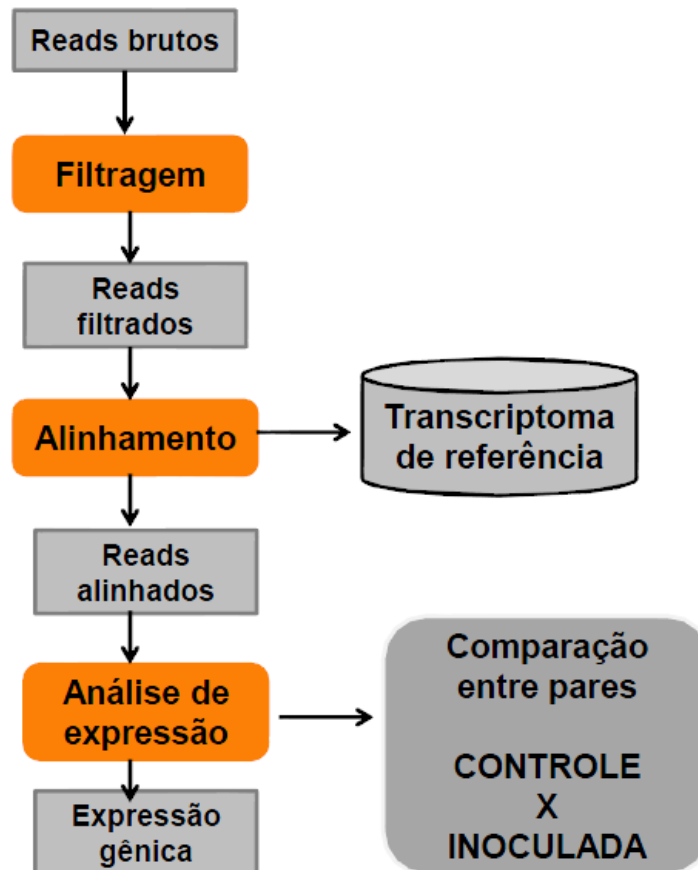 Reads brutos
Filtragem
Reads
filtrados
Alinhamento
Transcriptoma
de referência
Reads
alinhados
Análise de
expressão
Comparação
entre pares
CONTROLE
X
INOCULADA
Expressão
gênica